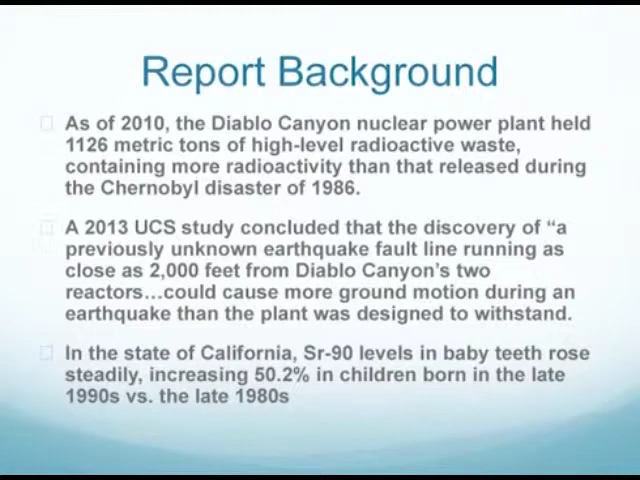 Report Background
As of 2010, the Diablo Canyon nuclear power plant held
1126 metric tons of high-level radioactive waste,
containing more radioactivity than that released during
the Chernobyl disaster of 1986.
A 2013 UCS study concluded that the discovery of “a
previously unknown earthquake fault line running as
close as 2,000 feet from Diablo Canyon’s two
reactors…could cause more ground motion during an
earthquake than the plant was designed to withstand.
In the state of California, Sr-90 levels in baby teeth rose
steadily, increasing 50.2% in children born in the late
1990s vs. the late 1980s